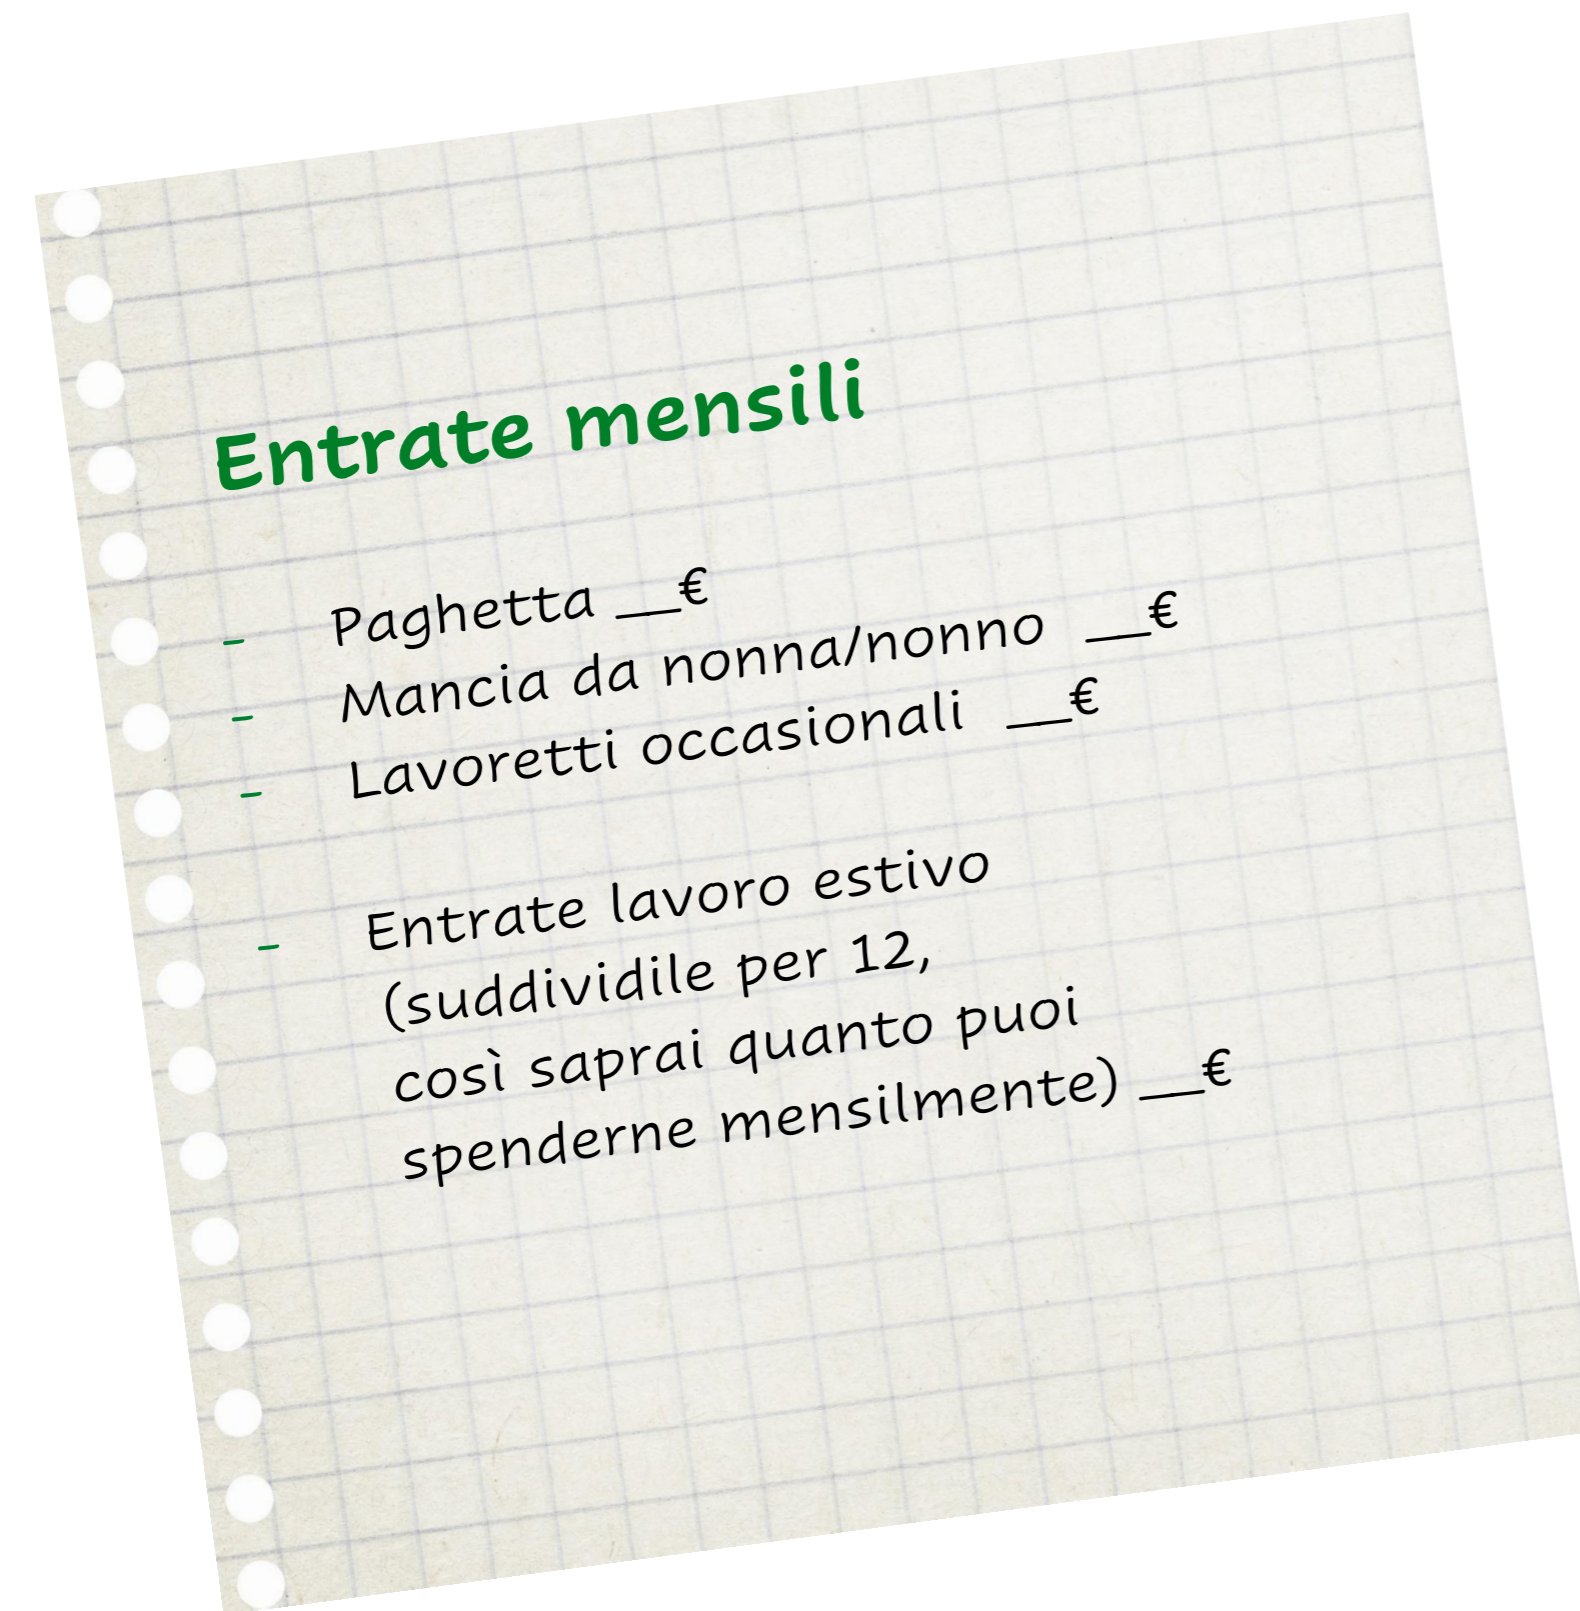 Entrate mensili
- Paghetta __€
- Mancia da nonna/nonno __€
- Lavoretti occasionali __€
- Entrate lavoro estivo
(suddividile per 12,
così saprai quanto puoi
spenderne mensilmente) __€